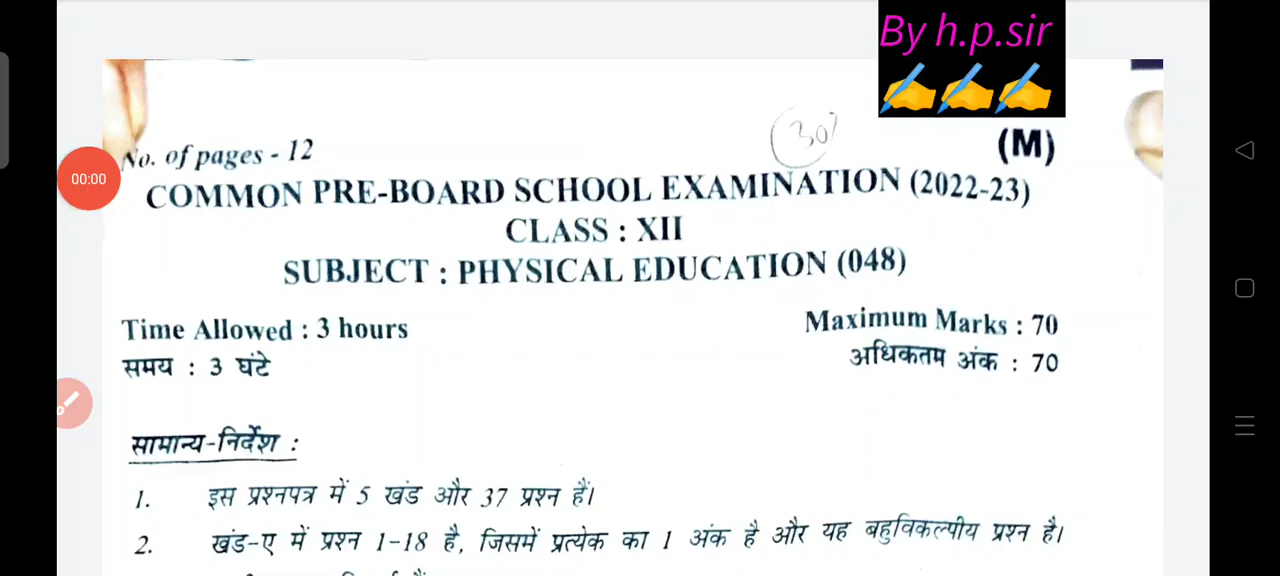 By h.p.sir
✍✍✍
30
(M)
No. of pages - 12
00:00
COMMON PRE-BOARD SCHOOL EXAMINATION (2022-23)
CLASS : XII
SUBJECT : PHYSICAL EDUCATION (048)
Time Allowed : 3 hours
Maximum Marks : 70
समय : 3 घंटे
अधिकतम अंक : 70
सामान्य-निर्देश :
1. इस प्रश्नपत्र में 5 खंड और 37 प्रश्न हैं।
2. खंड-ए में प्रश्न 1-18 है, जिसमें प्रत्येक का 1 अंक है और यह बहुविकल्पीय प्रश्न है।